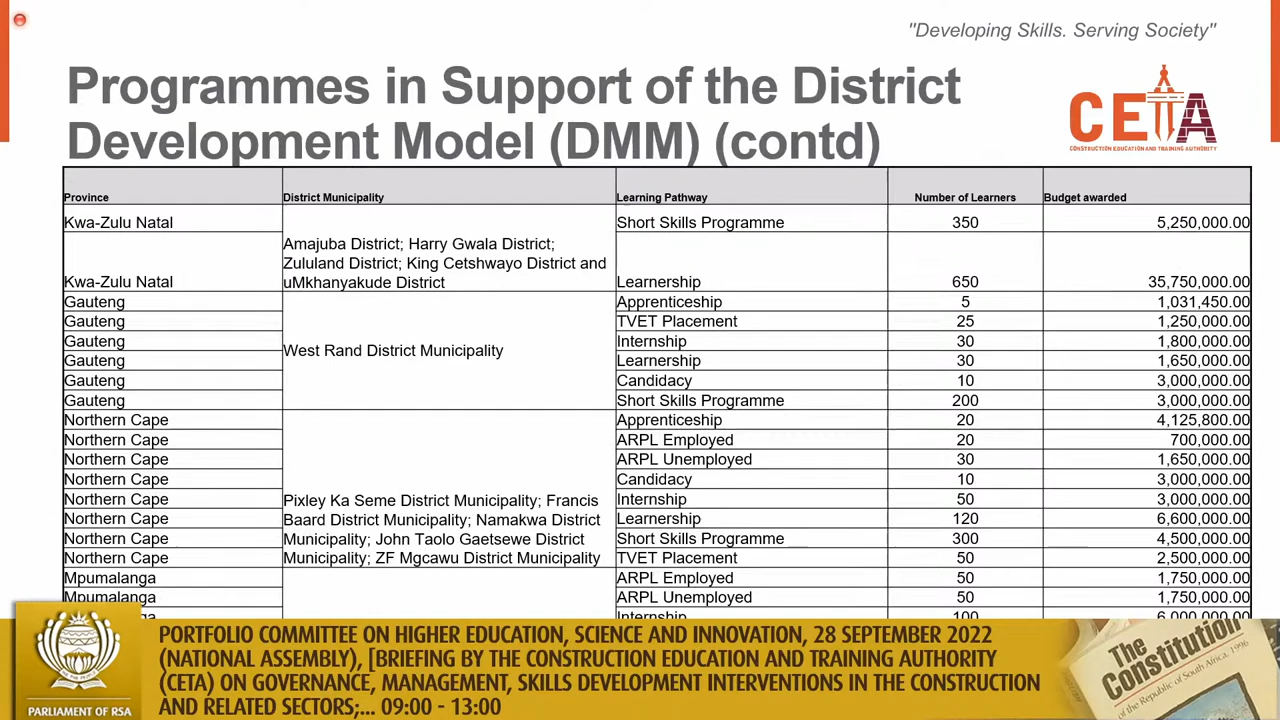 "Developing Skills. Serving Society"
Programmes in Support of the District
Development Model (DMM) (contd)
CETA
CONSTRUCTION EDUCATION AND TRAINING AUTHORITY
Province District Municipality Learning Pathway Number of Learners Budget awarded
Kwa-Zulu Natal Short Skills Programme 350 5,250,000.00
Amajuba District; Harry Gwala District;
Zululand District; King Cetshwayo District and
Kwa-Zulu Natal uMkhanyakude District Learnership 650 35,750,000.00
Gauteng Apprenticeship 5 1,031,450.00
Gauteng TVET Placement 25 1,250,000.00
Gauteng Internship 30 1,800,000.00
West Rand District Municipality
Gauteng Learnership 30 1,650,000.00
Gauteng Candidacy 10 3,000,000.00
Gauteng Short Skills Programme 200 3,000,000.00
Northern Cape Apprenticeship 20 4,125,800.00
Northern Cape ARPL Employed 20 700,000.00
Northern Cape ARPL Unemployed 30 1,650,000.00
Northern Cape Candidacy 10 3,000,000.00
Northern Cape Pixley Ka Seme District Municipality; Francis Internship 50 3,000,000.00
Northern Cape Baard District Municipality; Namakwa District Learnership 120 6,600,000.00
Northern Cape Municipality; John Taolo Gaetsewe District Short Skills Programme 300 4,500,000.00
Northern Cape Municipality; ZF Mgcawu District Municipality TVET Placement 50 2,500,000.00
Mpumalanga ARPL Employed 50 1,750,000.00
Mpumalanga ARPL Unemployed 50 1,750,000.00
Internship 100 6,000,000.00
PORTFOLIO COMMITTEE ON HIGHER EDUCATION, SCIENCE AND INNOVATION, 28 SEPTEMBER 2022
(NATIONAL ASSEMBLY), [BRIEFING BY THE CONSTRUCTION EDUCATION AND TRAINING AUTHORITY
(CETA) ON GOVERNANCE, MANAGEMENT, SKILLS DEVELOPMENT INTERVENTIONS IN THE CONSTRUCTION
AND RELATED SECTORS;... 09:00 - 13:00
PARLIAMENT OF RSA
The
Constitution
of the Republic of South Africa, 1996